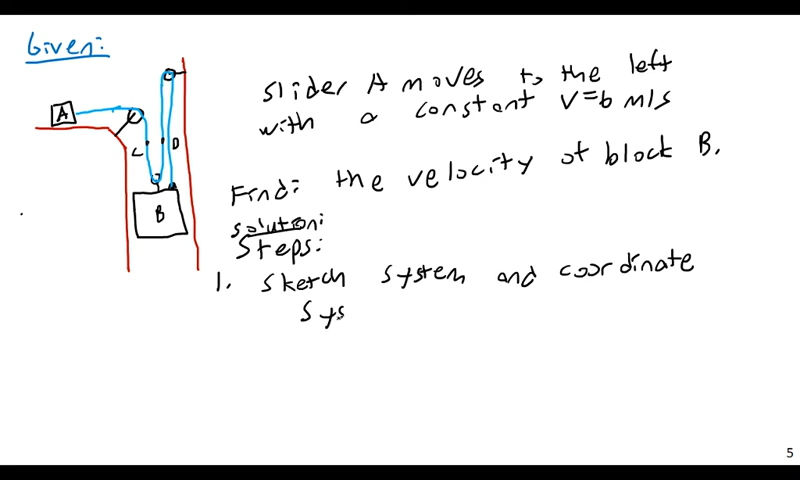 Given:
A
C
D
B
Slider A moves to the left
with a constant v=6 m/s
Find: the velocity of block B.
solution:
Steps:
1. Sketch system and coordinate
Sys
5